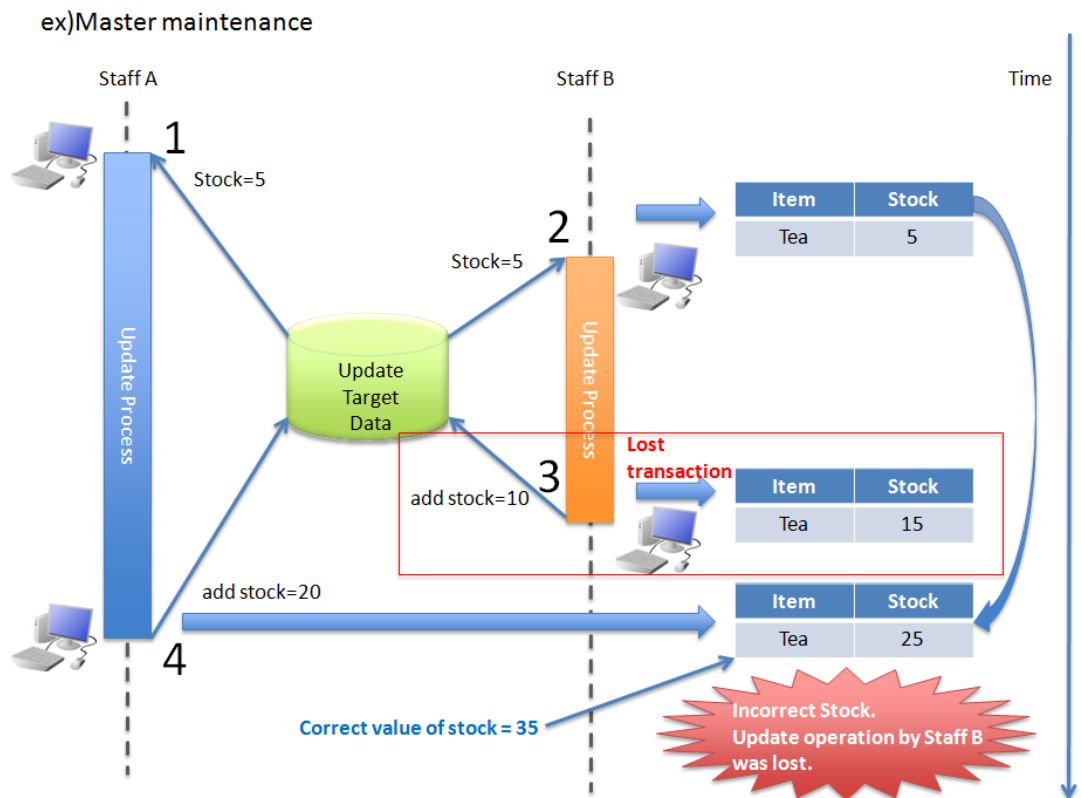 ex)Master maintenance
Staff A
Staff B
Time
1
Stock=5
2
Stock=5
Item Stock
Tea 5
Update Process
Update
Target
Data
Update Process
Lost
transaction
3
add stock=10
Item Stock
Tea 15
add stock=20
4
Item Stock
Tea 25
Correct value of stock = 35
Incorrect Stock.
Update operation by Staff B
was lost.